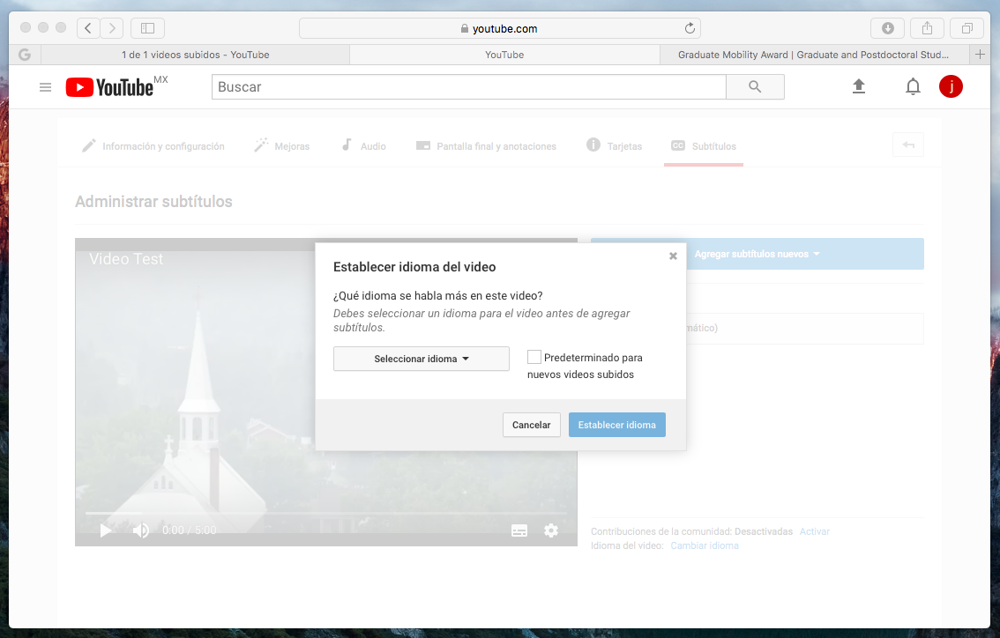 youtube.com
1 de 1 videos subidos - YouTube
YouTube
Graduate Mobility Award | Graduate and Postdoctoral Stud...
YouTube MX
Buscar
j
Información y configuración
Mejoras
Audio
Pantalla final y anotaciones
Tarjetas
CC Subtítulos
Administrar subtítulos
Video Test
Agregar subtítulos nuevos
Establecer idioma del video
¿Qué idioma se habla más en este video?
Debes seleccionar un idioma para el video antes de agregar
subtítulos.
mático)
Seleccionar idioma
Predeterminado para
nuevos videos subidos
Cancelar
Establecer idioma
0:00 / 5:00
Contribuciones de la comunidad: Desactivadas Activar
Idioma del video: Cambiar idioma